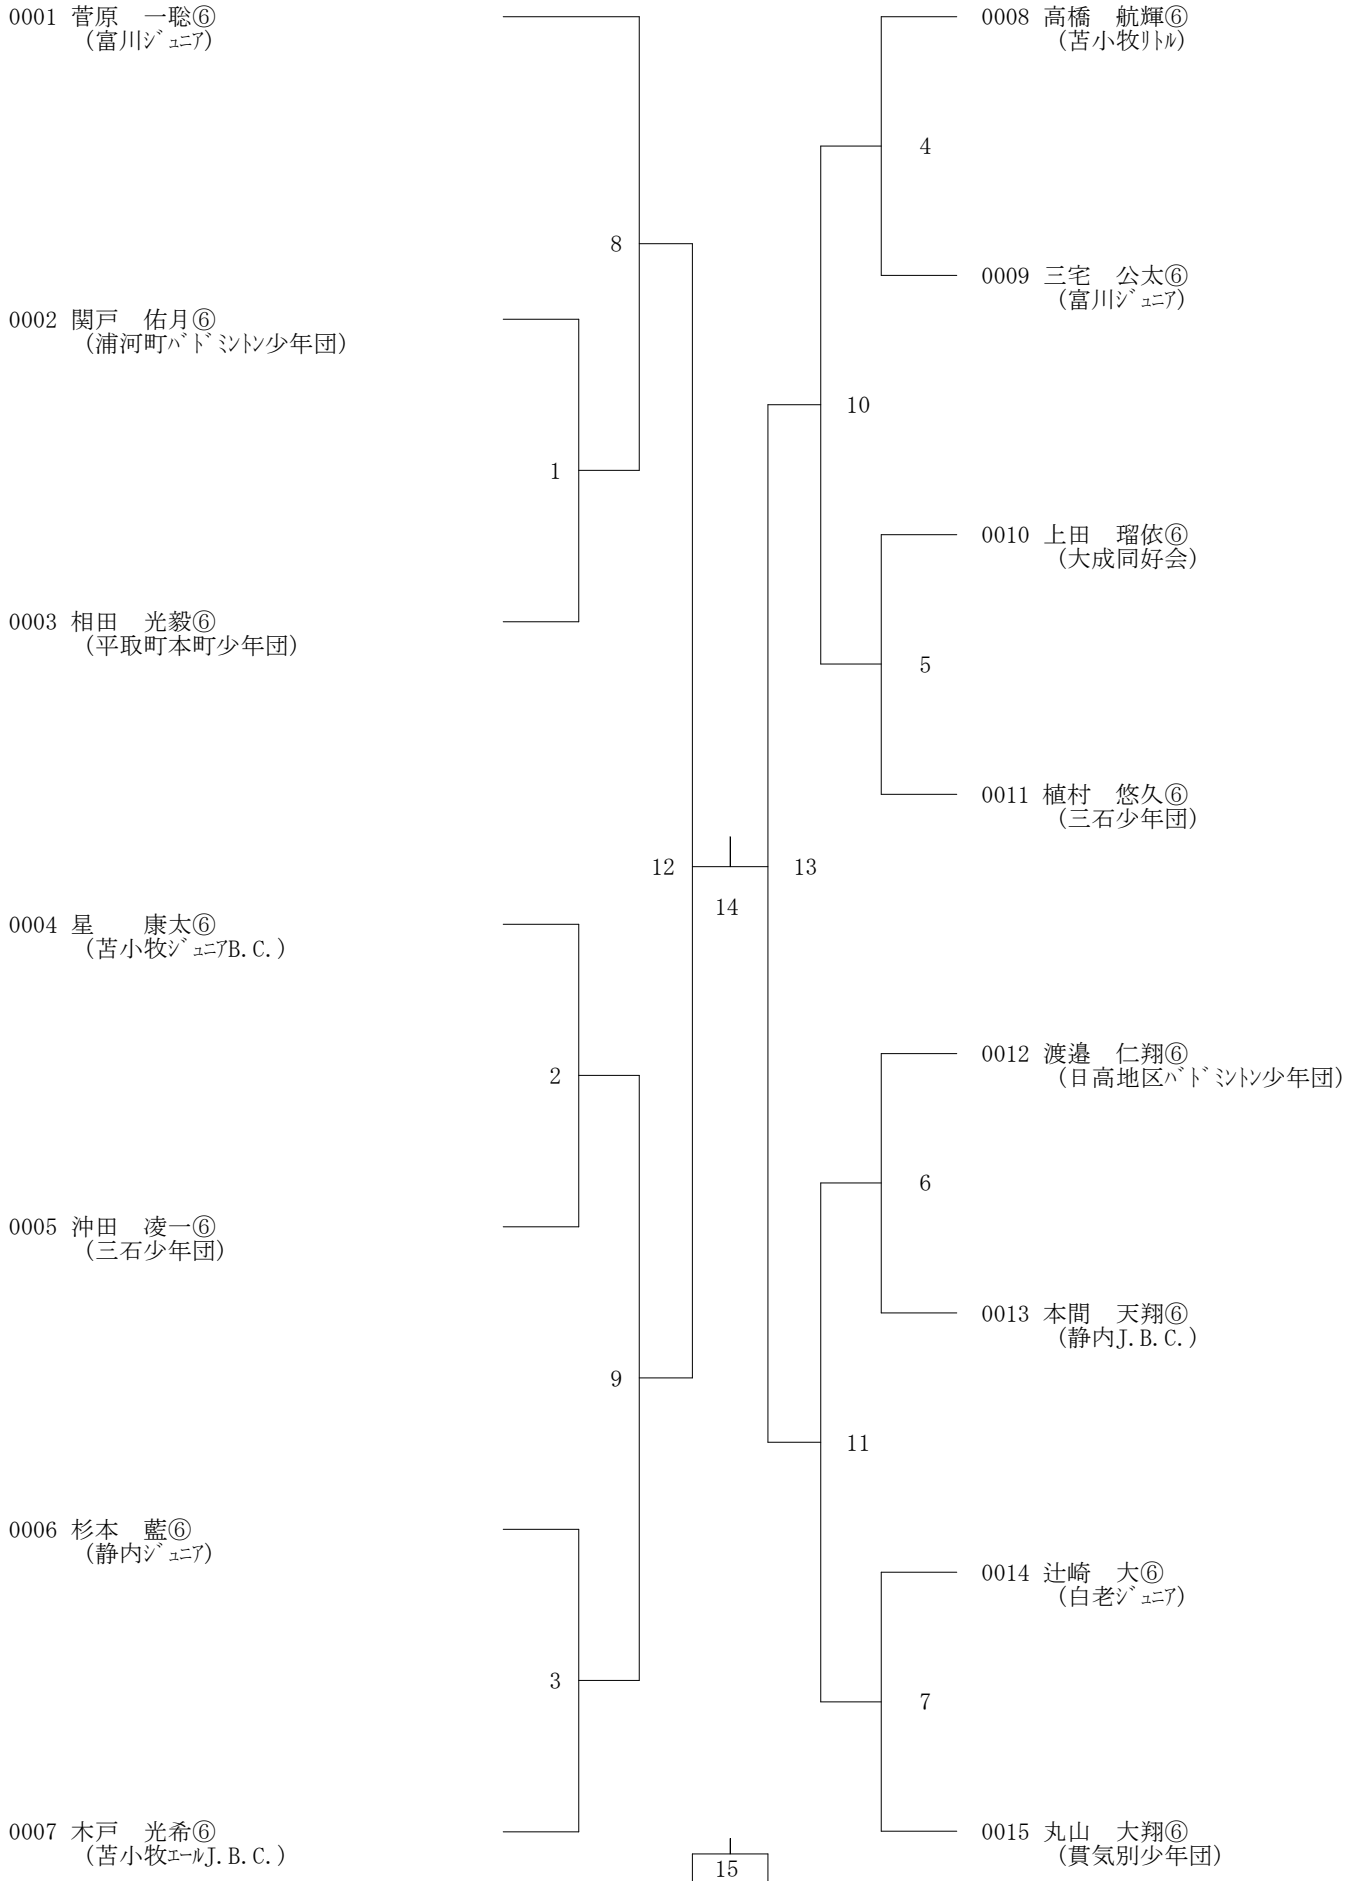 0001 菅原　一聡⑥
(富川ジュニア)
0002 関戸　佑月⑥
(浦河町バドミントン少年団)
0003 相田　光毅⑥
(平取町本町少年団)
0004 星　　康太⑥
(苫小牧ジュニアB.C.)
0005 沖田　凌一⑥
(三石少年団)
0006 杉本　藍⑥
(静内ジュニア)
0007 木戸　光希⑥
(苫小牧エールJ.B.C.)
8
1
2
9
3
12
14
13
15
4
10
5
6
11
7
0008 高橋　航輝⑥
(苫小牧リトル)
0009 三宅　公太⑥
(富川ジュニア)
0010 上田　瑠依⑥
(大成同好会)
0011 植村　悠久⑥
(三石少年団)
0012 渡邉　仁翔⑥
(日高地区バドミントン少年団)
0013 本間　天翔⑥
(静内J.B.C.)
0014 辻崎　大⑥
(白老ジュニア)
0015 丸山　大翔⑥
(貫気別少年団)